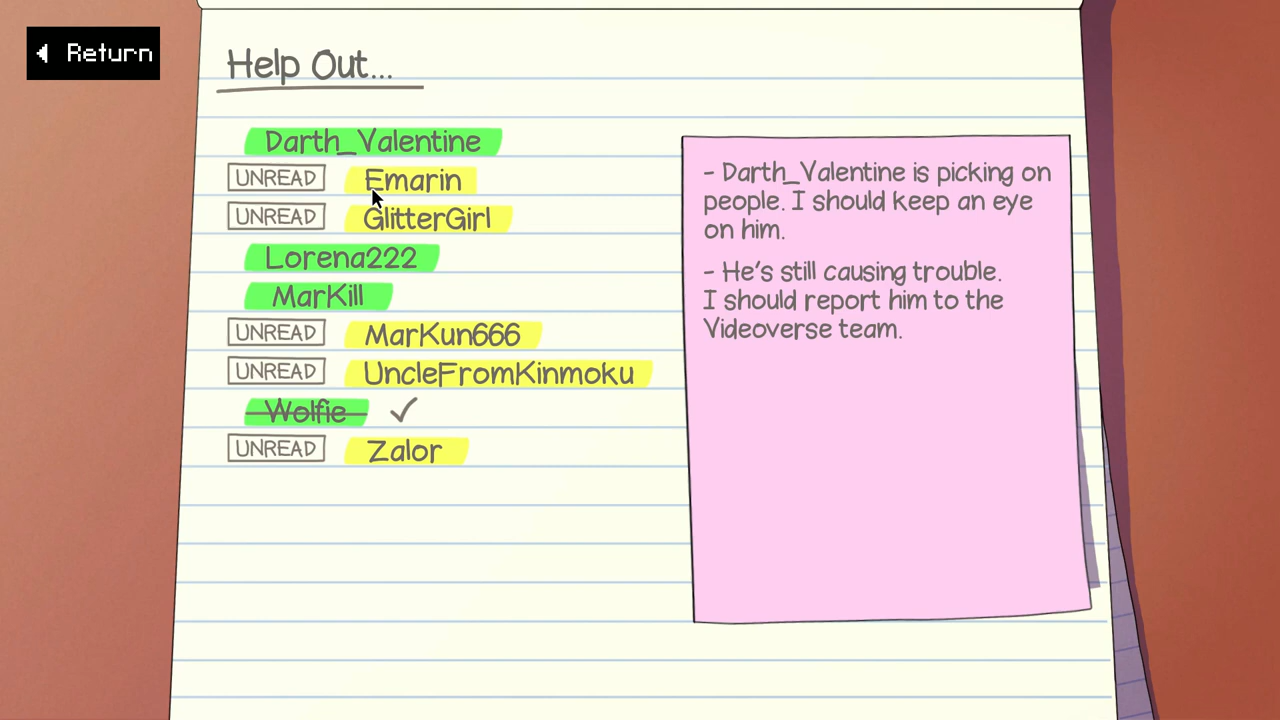 Return
Help Out...
Darth_Valentine
UNREAD Emarin
UNREAD GlitterGirl
Lorena222
MarKill
UNREAD MarKun666
UNREAD UncleFromKinmoku
Wolfie ✓
UNREAD Zalor
- Darth_Valentine is picking on
people. I should keep an eye
on him.
- He's still causing trouble.
I should report him to the
Videoverse team.